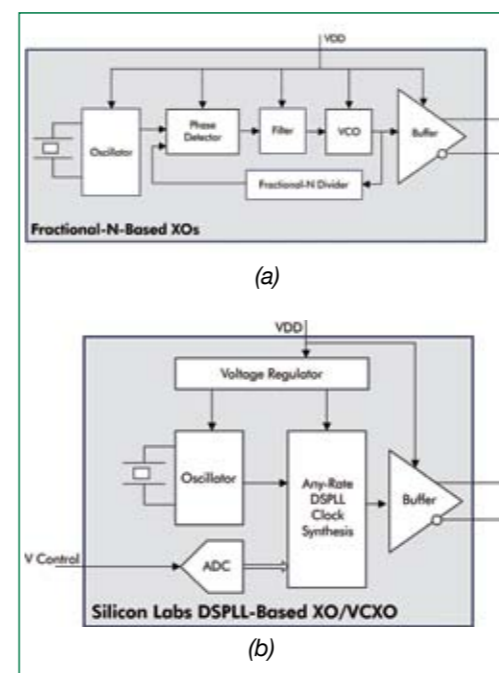 VDD
Oscillator
Phase
Detector
Filter
VCO
Buffer
Fractional-N Divider
Fractional-N-Based XOs
(a)
VDD
Voltage Regulator
Oscillator
Any-Rate
DSPLL
Clock
Synthesis
Buffer
V Control
ADC
Silicon Labs DSPLL-Based XO/VCXO
(b)